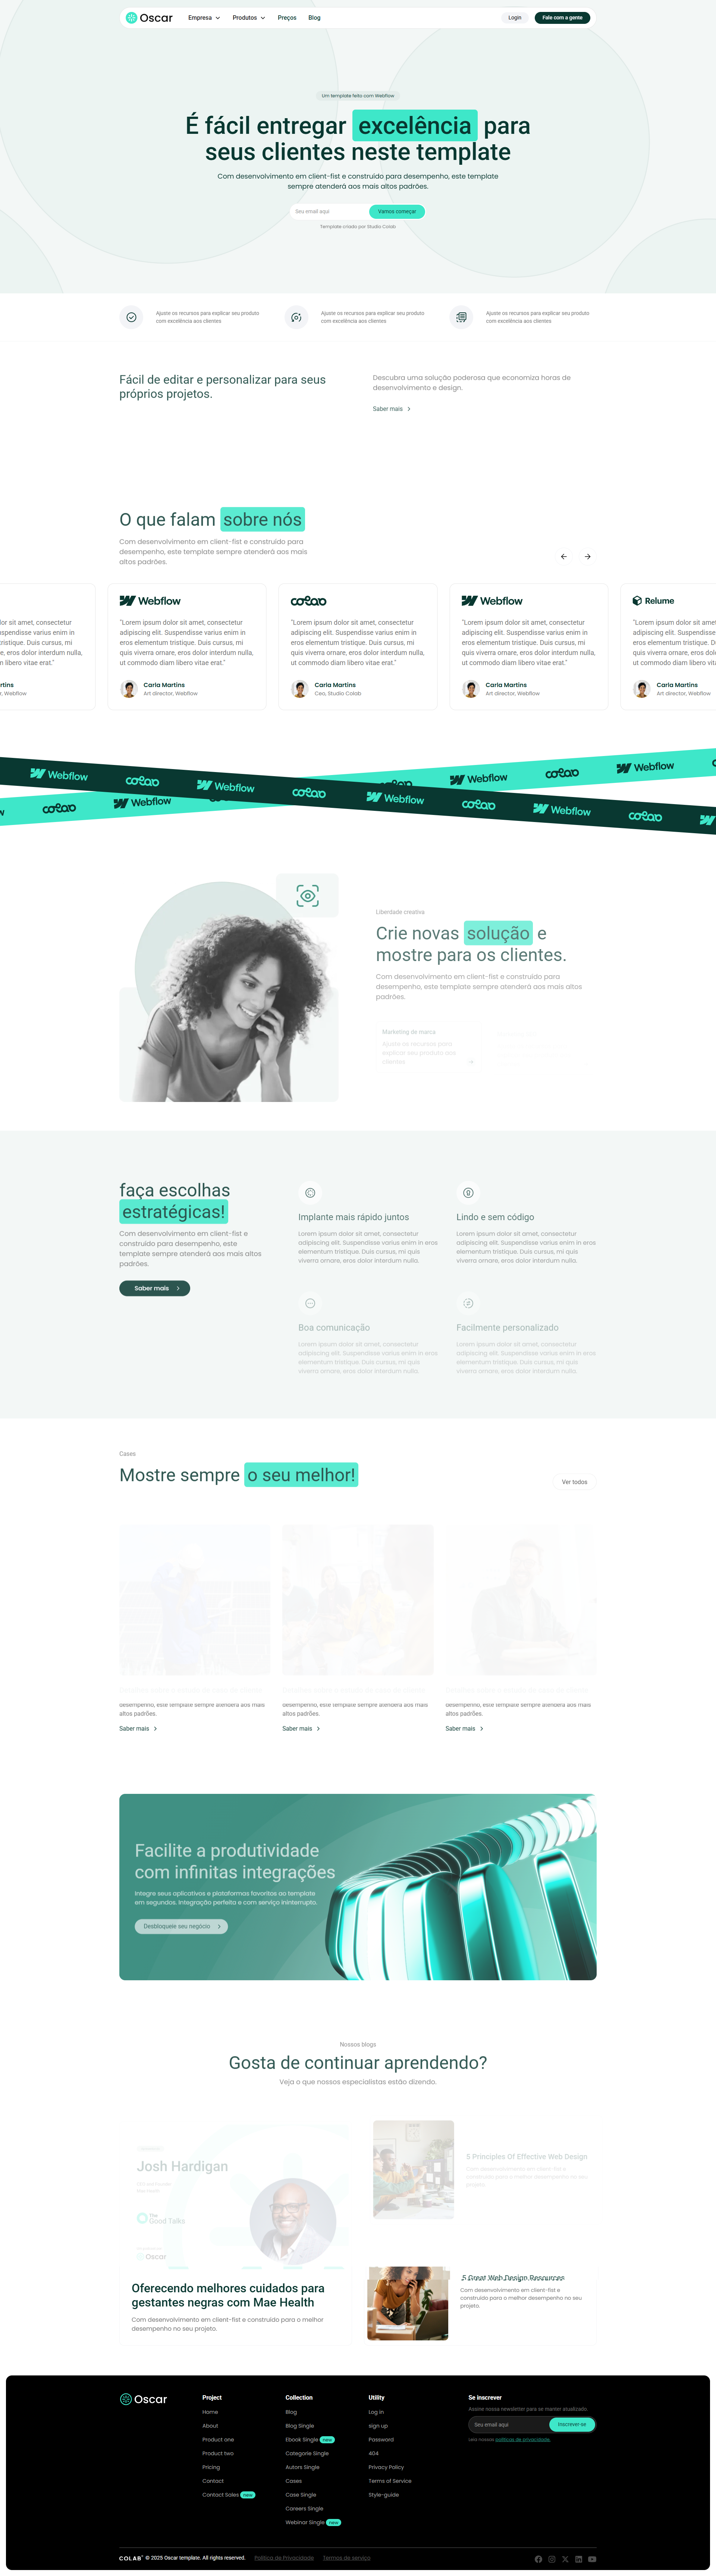 Oscar
Empresa
Produtos
Preços
Blog
Login
Fale com a gente
Um template feito com Webflow
É fácil entregar excelência para
seus clientes neste template
Com desenvolvimento em client-fist e construído para desempenho, este template
sempre atenderá aos mais altos padrões.
Seu email aqui
Vamos começar
Template criado por Studio Colab
Ajuste os recursos para explicar seu produto
com excelência aos clientes
Ajuste os recursos para explicar seu produto
com excelência aos clientes
Ajuste os recursos para explicar seu produto
com excelência aos clientes
Fácil de editar e personalizar para seus
próprios projetos.
Descubra uma solução poderosa que economiza horas de
desenvolvimento e design.
Saber mais
O que falam sobre nós
Com desenvolvimento em client-fist e construído para
desempenho, este template sempre atenderá aos mais
altos padrões.
Webflow
"Lorem ipsum dolor sit amet, consectetur
adipiscing elit. Suspendisse varius enim in
eros elementum tristique. Duis cursus, mi
quis viverra ornare, eros dolor interdum nulla,
ut commodo diam libero vitae erat."
Carla Martins
Art director, Webflow
colab
"Lorem ipsum dolor sit amet, consectetur
adipiscing elit. Suspendisse varius enim in
eros elementum tristique. Duis cursus, mi
quis viverra ornare, eros dolor interdum nulla,
ut commodo diam libero vitae erat."
Carla Martins
Ceo, Studio Colab
Webflow
"Lorem ipsum dolor sit amet, consectetur
adipiscing elit. Suspendisse varius enim in
eros elementum tristique. Duis cursus, mi
quis viverra ornare, eros dolor interdum nulla,
ut commodo diam libero vitae erat."
Carla Martins
Art director, Webflow
Relume
"Lorem ipsum dolor sit amet
adipiscing elit. Suspendisse
eros elementum tristique.
quis viverra ornare, eros dolor
ut commodo diam libero
Carla Martins
Art director, Webflow
Webflow colab Webflow colab Webflow colab Webflow colab Webflow
colab Webflow colab Webflow colab Webflow
Liberdade creativa
Crie novas solução e
mostre para os clientes.
Com desenvolvimento em client-fist e construído para
desempenho, este template sempre atenderá aos mais altos
padrões.
Marketing de marca
Ajuste os recursos para
explicar seu produto aos
clientes
faça escolhas
estratégicas!
Com desenvolvimento em client-fist e
construído para desempenho, este
template sempre atenderá aos mais altos
padrões.
Saber mais
Implante mais rápido juntos
Lorem ipsum dolor sit amet, consectetur
adipiscing elit. Suspendisse varius enim in eros
elementum tristique. Duis cursus, mi quis
viverra ornare, eros dolor interdum nulla.
Lindo e sem código
Lorem ipsum dolor sit amet, consectetur
adipiscing elit. Suspendisse varius enim in eros
elementum tristique. Duis cursus, mi quis
viverra ornare, eros dolor interdum nulla.
Boa comunicação
Lorem ipsum dolor sit amet, consectetur
adipiscing elit. Suspendisse varius enim in eros
elementum tristique. Duis cursus, mi quis
viverra ornare, eros dolor interdum nulla.
Facilmente personalizado
Lorem ipsum dolor sit amet, consectetur
adipiscing elit. Suspendisse varius enim in eros
elementum tristique. Duis cursus, mi quis
viverra ornare, eros dolor interdum nulla.
Cases
Mostre sempre o seu melhor!
Ver todos
desempenho, este template sempre atenderá aos mais
altos padrões.
Saber mais
desempenho, este template sempre atenderá aos mais
altos padrões.
Saber mais
desempenho, este template sempre atenderá aos mais
altos padrões.
Saber mais
Facilite a produtividade
com infinitas integrações
Integre seus aplicativos e plataformas favoritos ao template
em segundos. Integração perfeita e com serviço ininterrupto.
Desbloqueie seu negócio
Nossos blogs
Gosta de continuar aprendendo?
Veja o que nossos especialistas estão dizendo.
Josh Hardigan
The
Good Talks
Oscar
Oferecendo melhores cuidados para
gestantes negras com Mae Health
Com desenvolvimento em client-fist e construído para o melhor
desempenho no seu projeto.
5 Principles Of Effective Web Design
Com desenvolvimento em client-fist e
construído para o melhor desempenho no seu
projeto.
5 Great Web Design Resources
Com desenvolvimento em client-fist e
construído para o melhor desempenho no seu
projeto.
Oscar
Project
Home
About
Product one
Product two
Pricing
Contact
Contact Sales new
Collection
Blog
Blog Single
Ebook Single new
Categorie Single
Autors Single
Cases
Case Single
Careers Single
Webinar Single new
Utility
Log in
sign up
Password
404
Privacy Policy
Terms of Service
Style-guide
Se inscrever
Assine nossa newsletter para se manter atualizado.
Seu email aqui
Inscrever-se
Leia nossas políticas de privacidade.
COLAB
© 2025 Oscar template. All rights reserved.
Política de Privacidade
Termos de serviço